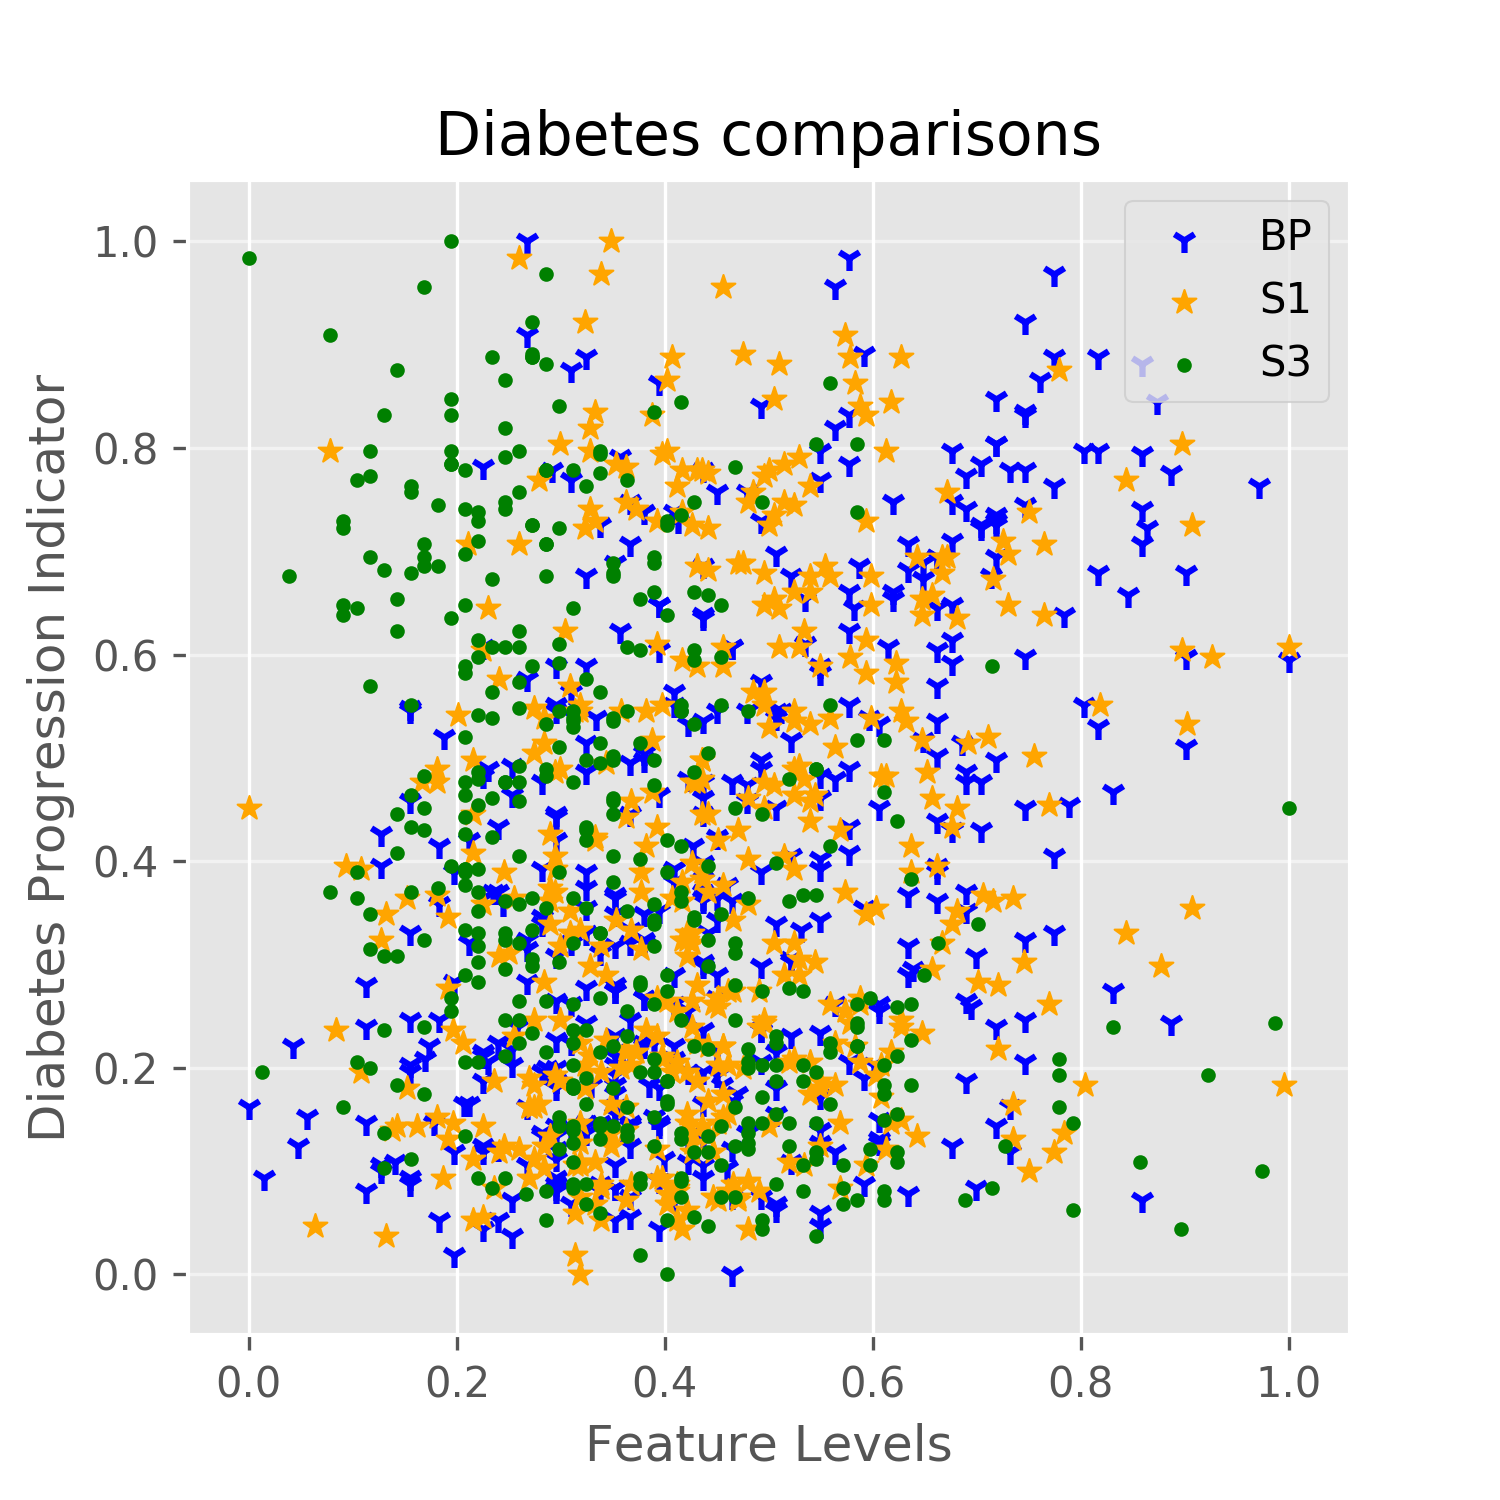 Diabetes comparisons
BP
S1
S3
Diabetes Progression Indicator
1.0
0.8
0.6
0.4
0.2
0.0
0.0 0.2 0.4 0.6 0.8 1.0
Feature Levels